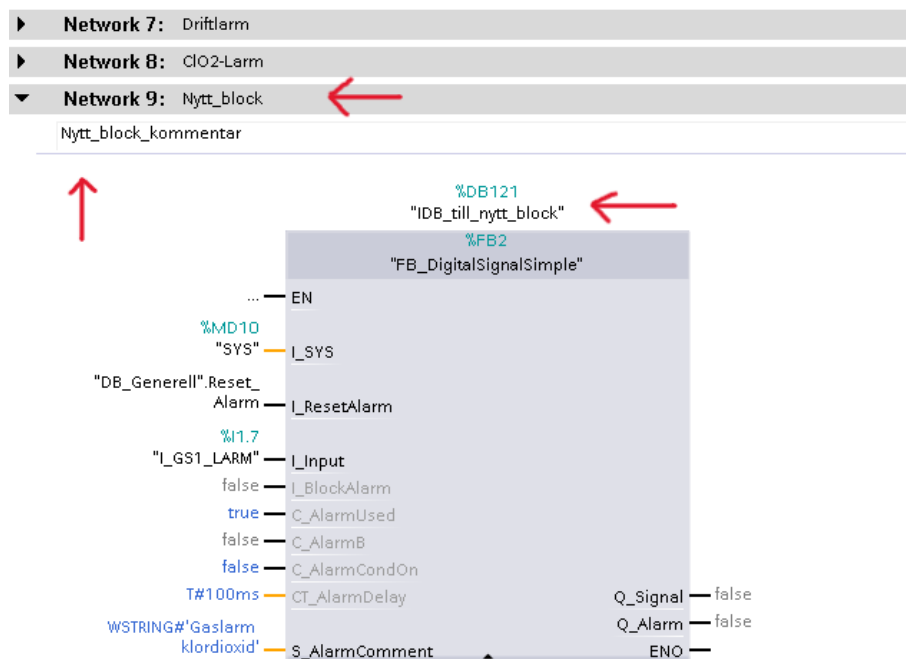 Network 7: Driftlarm
Network 8: ClO2-Larm
Network 9: Nytt_block
Nytt_block_kommentar
%DB121
"IDB_till_nytt_block"
%FB2
"FB_DigitalSignalSimple"
... EN
%MD10
"SYS" I_SYS
"DB_Generell".Reset_
Alarm I_ResetAlarm
%I1.7
"I_GS1_LARM" I_Input
false I_BlockAlarm
true C_AlarmUsed
false C_AlarmB
false C_AlarmCondOn
T#100ms CT_AlarmDelay Q_Signal false
Q_Alarm false
WSTRING#'Gaslarm
klordioxid' S_AlarmComment ENO